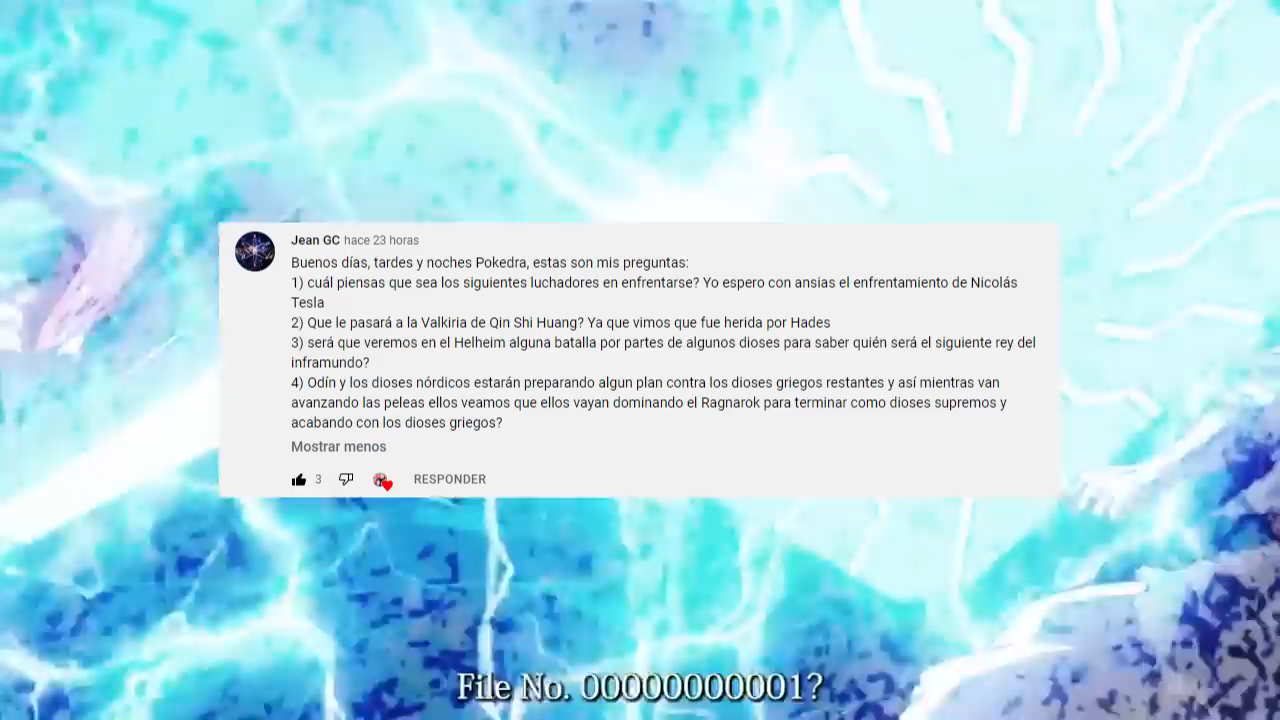 Jean GC hace 23 horas
Buenos días, tardes y noches Pokedra, estas son mis preguntas:
1) cuál piensas que sea los siguientes luchadores en enfrentarse? Yo espero con ansias el enfrentamiento de Nicolás
Tesla
2) Que le pasará a la Valkiria de Qin Shi Huang? Ya que vimos que fue herida por Hades
3) será que veremos en el Helheim alguna batalla por partes de algunos dioses para saber quién será el siguiente rey del
inframundo?
4) Odín y los dioses nórdicos estarán preparando algun plan contra los dioses griegos restantes y así mientras van
avanzando las peleas ellos veamos que ellos vayan dominando el Ragnarok para terminar como dioses supremos y
acabando con los dioses griegos?
Mostrar menos
3 RESPONDER
File No. 00000000001?